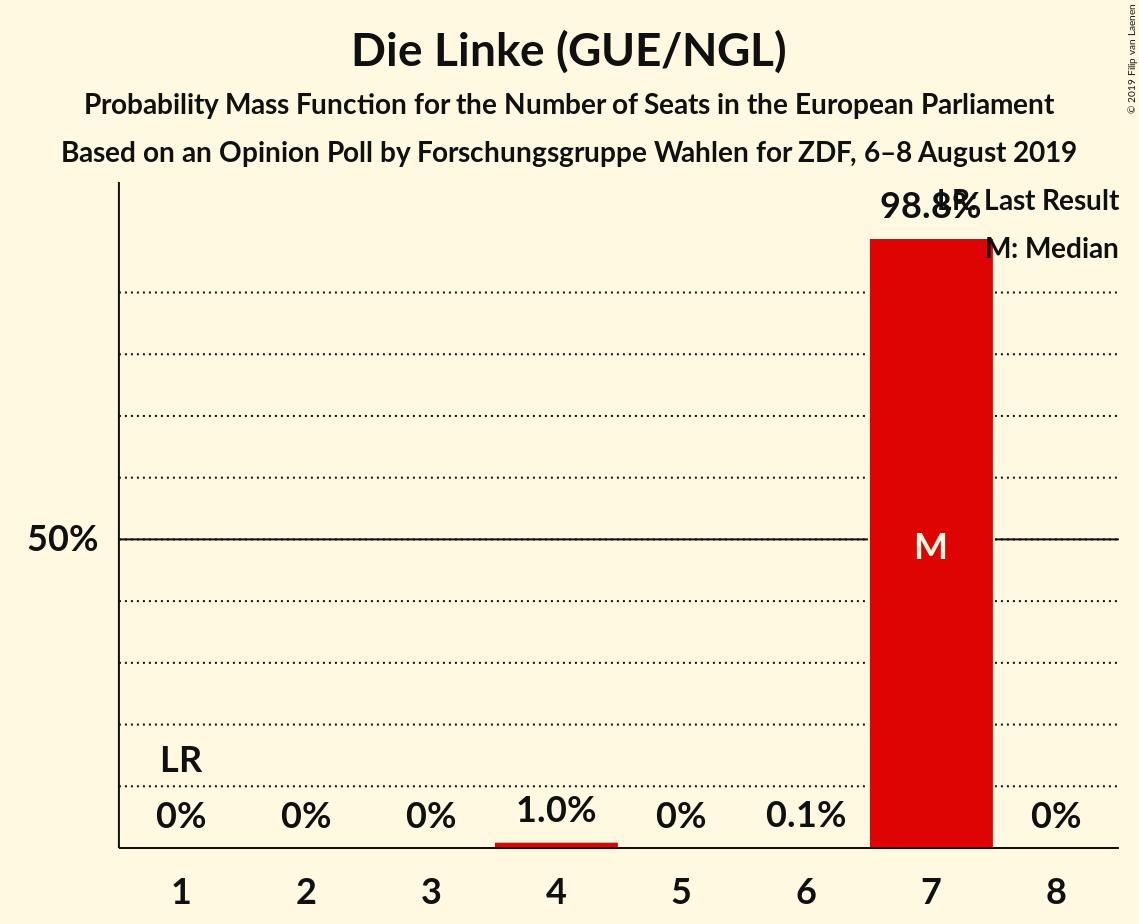 Die Linke (GUE/NGL)
Probability Mass Function for the Number of Seats in the European Parliament
Based on an Opinion Poll by Forschungsgruppe Wahlen for ZDF, 6–8 August 2019
© 2019 Filip van Laenen
98.8%
LR: Last Result
M: Median
50%
M
LR
0% 0% 0% 1.0% 0% 0.1% 0%
1 2 3 4 5 6 7 8